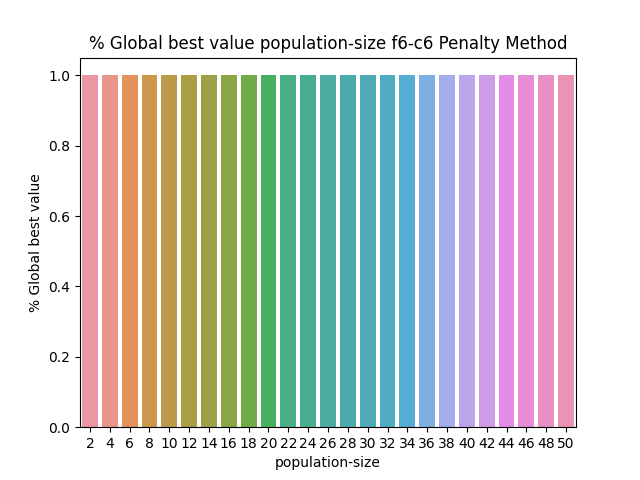 % Global best value population-size f6-c6 Penalty Method
% Global best value
1.0
0.8
0.6
0.4
0.2
0.0
2 4 6 8 10 12 14 16 18 20 22 24 26 28 30 32 34 36 38 40 42 44 46 48 50
population-size